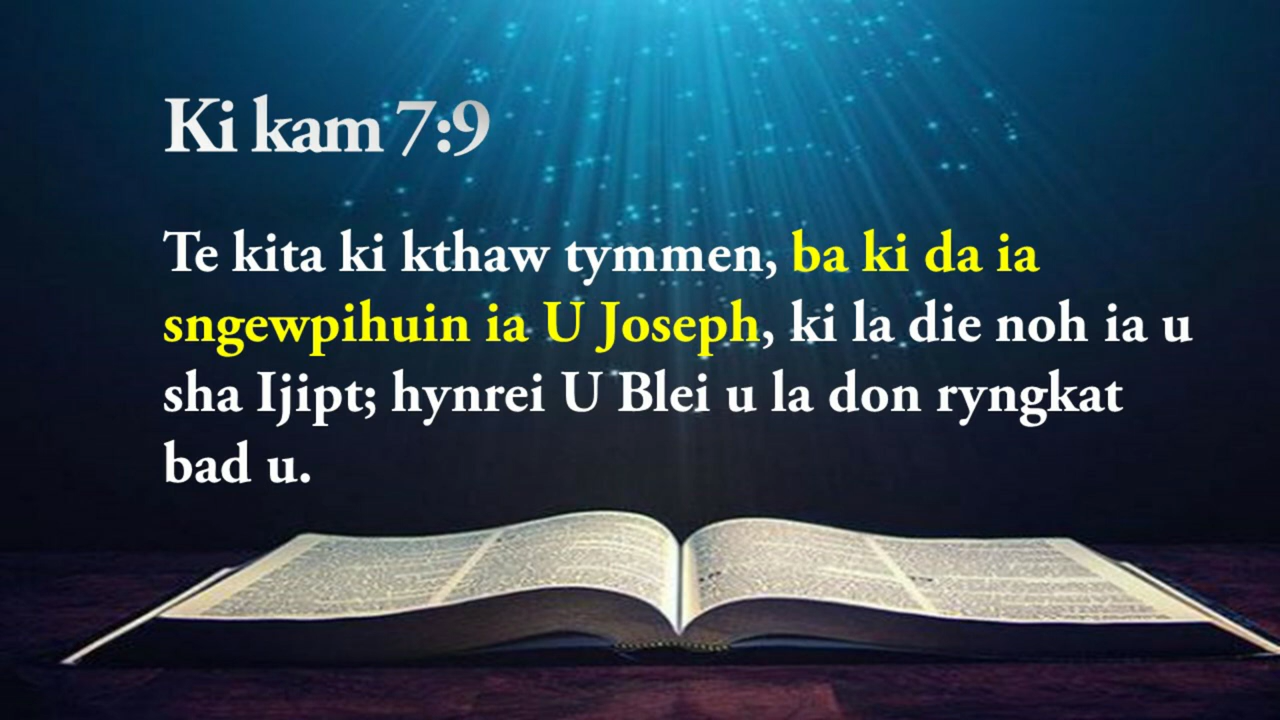 Ki kam 7:9
Te kita ki kthaw tymmen, ba ki da ia
sngewpihuin ia U Joseph, ki la die noh ia u
sha Ijipt; hynrei U Blei u la don ryngkat
bad u.